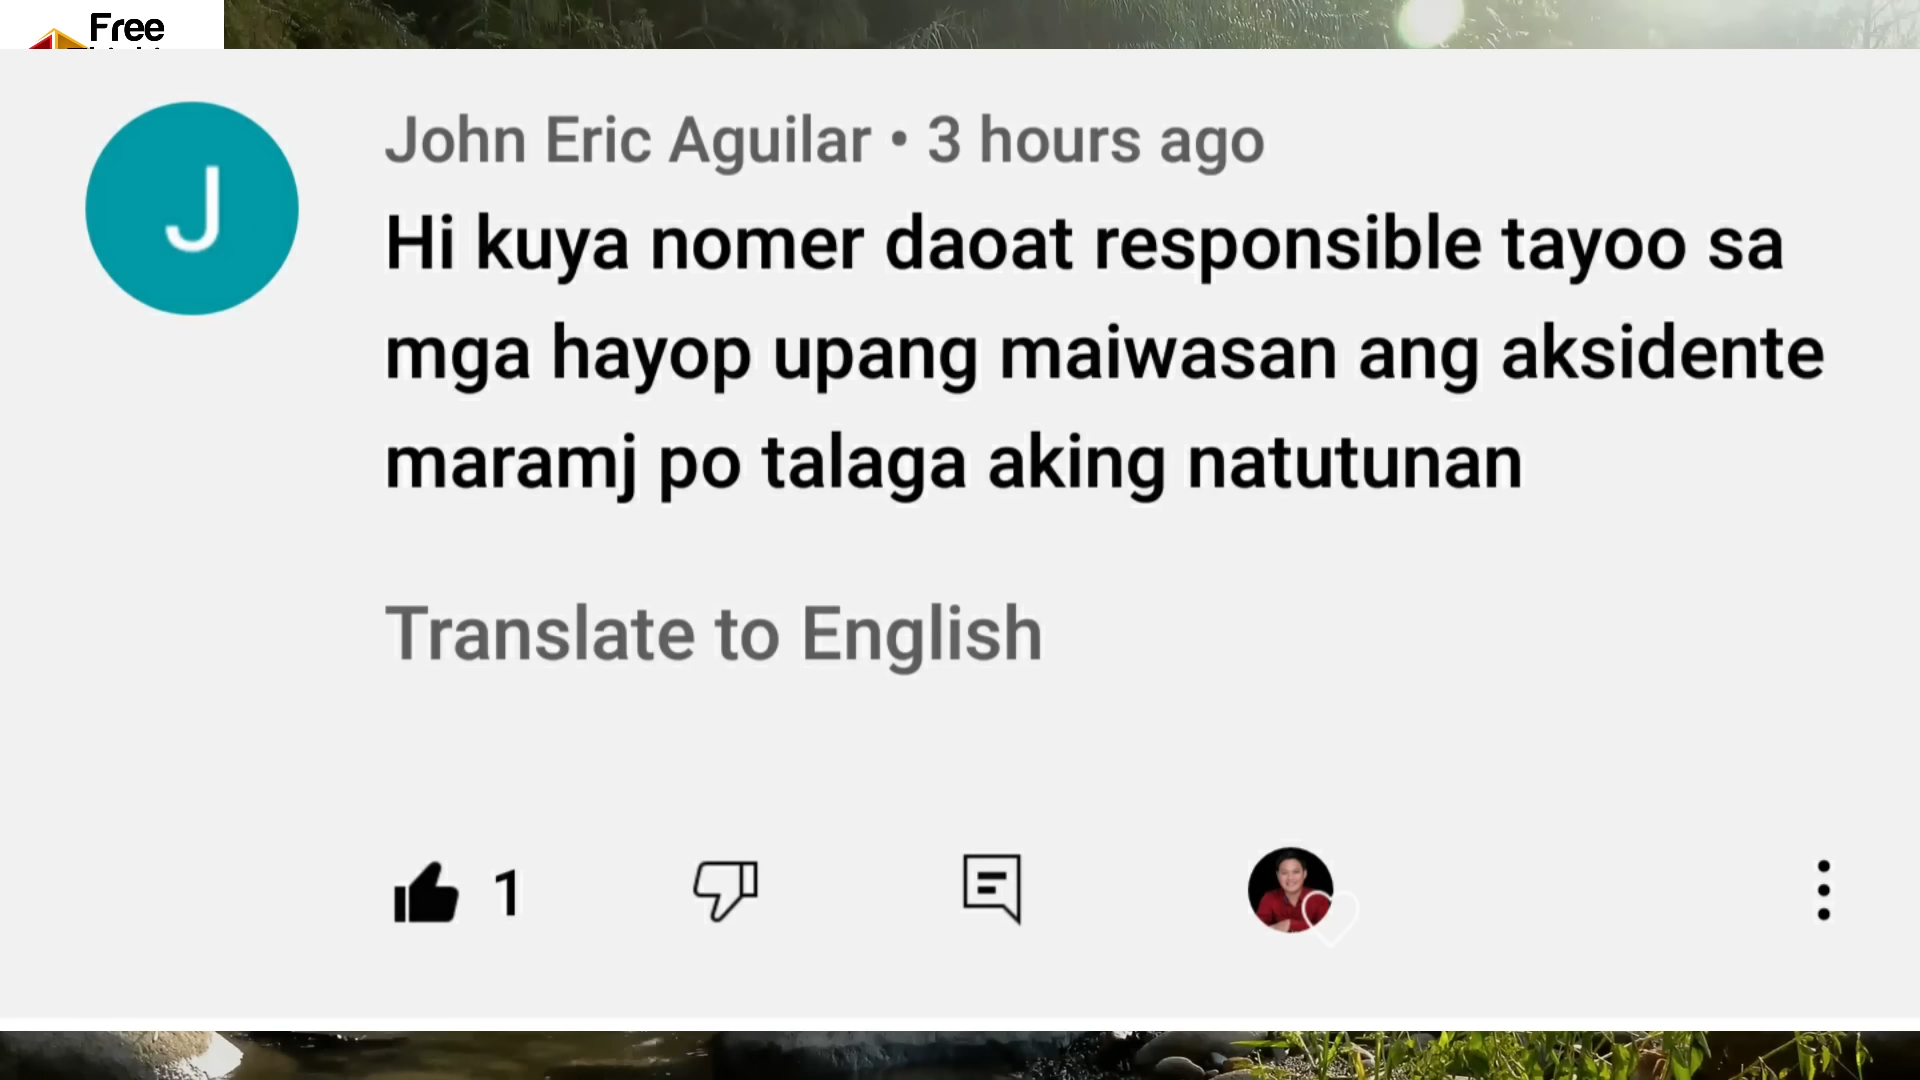 Free
J
John Eric Aguilar • 3 hours ago
Hi kuya nomer daoat responsible tayoo sa
mga hayop upang maiwasan ang aksidente
maramj po talaga aking natutunan
Translate to English
1